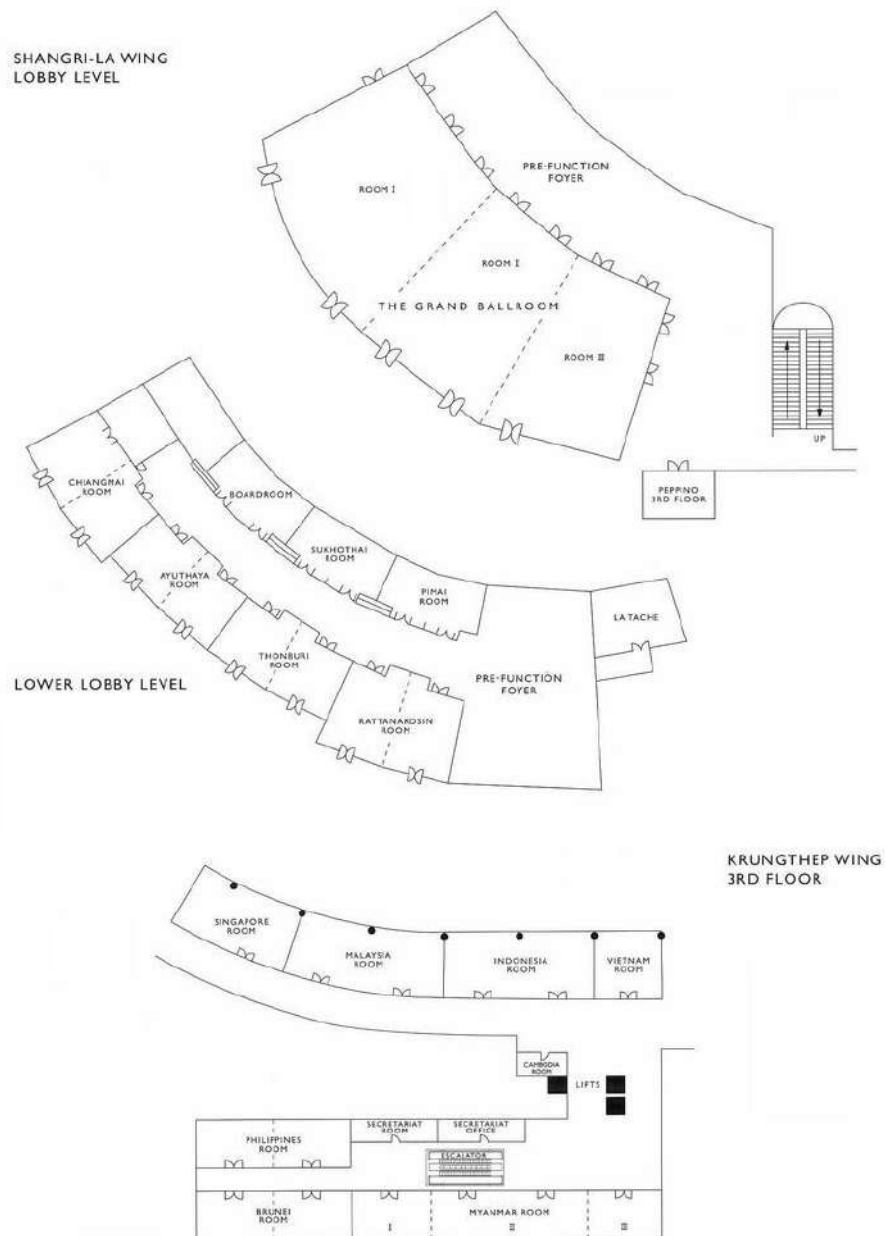 SHANGRI-LA WING
LOBBY LEVEL
PRE-FUNCTION
FOYER
ROOM I
ROOM I
THE GRAND BALLROOM
ROOM III
UP
PEPPINO
3RD FLOOR
CHIANGMAI
ROOM
BOARDROOM
SUKHOTHAI
ROOM
AYUTHAYA
ROOM
PIMAI
ROOM
LA TACHE
THONBURI
ROOM
LOWER LOBBY LEVEL
PRE-FUNCTION
FOYER
RATTANAKOSIN
ROOM
KRUNGTHEP WING
3RD FLOOR
SINGAPORE
ROOM
MALAYSIA
ROOM
INDONESIA
ROOM
VIETNAM
ROOM
CAMBODIA
ROOM
LIFTS
SECRETARIAT
ROOM
SECRETARIAT
OFFICE
PHILIPPINES
ROOM
ESCALATOR
BRUNEI
ROOM
MYANMAR ROOM
I
II
III